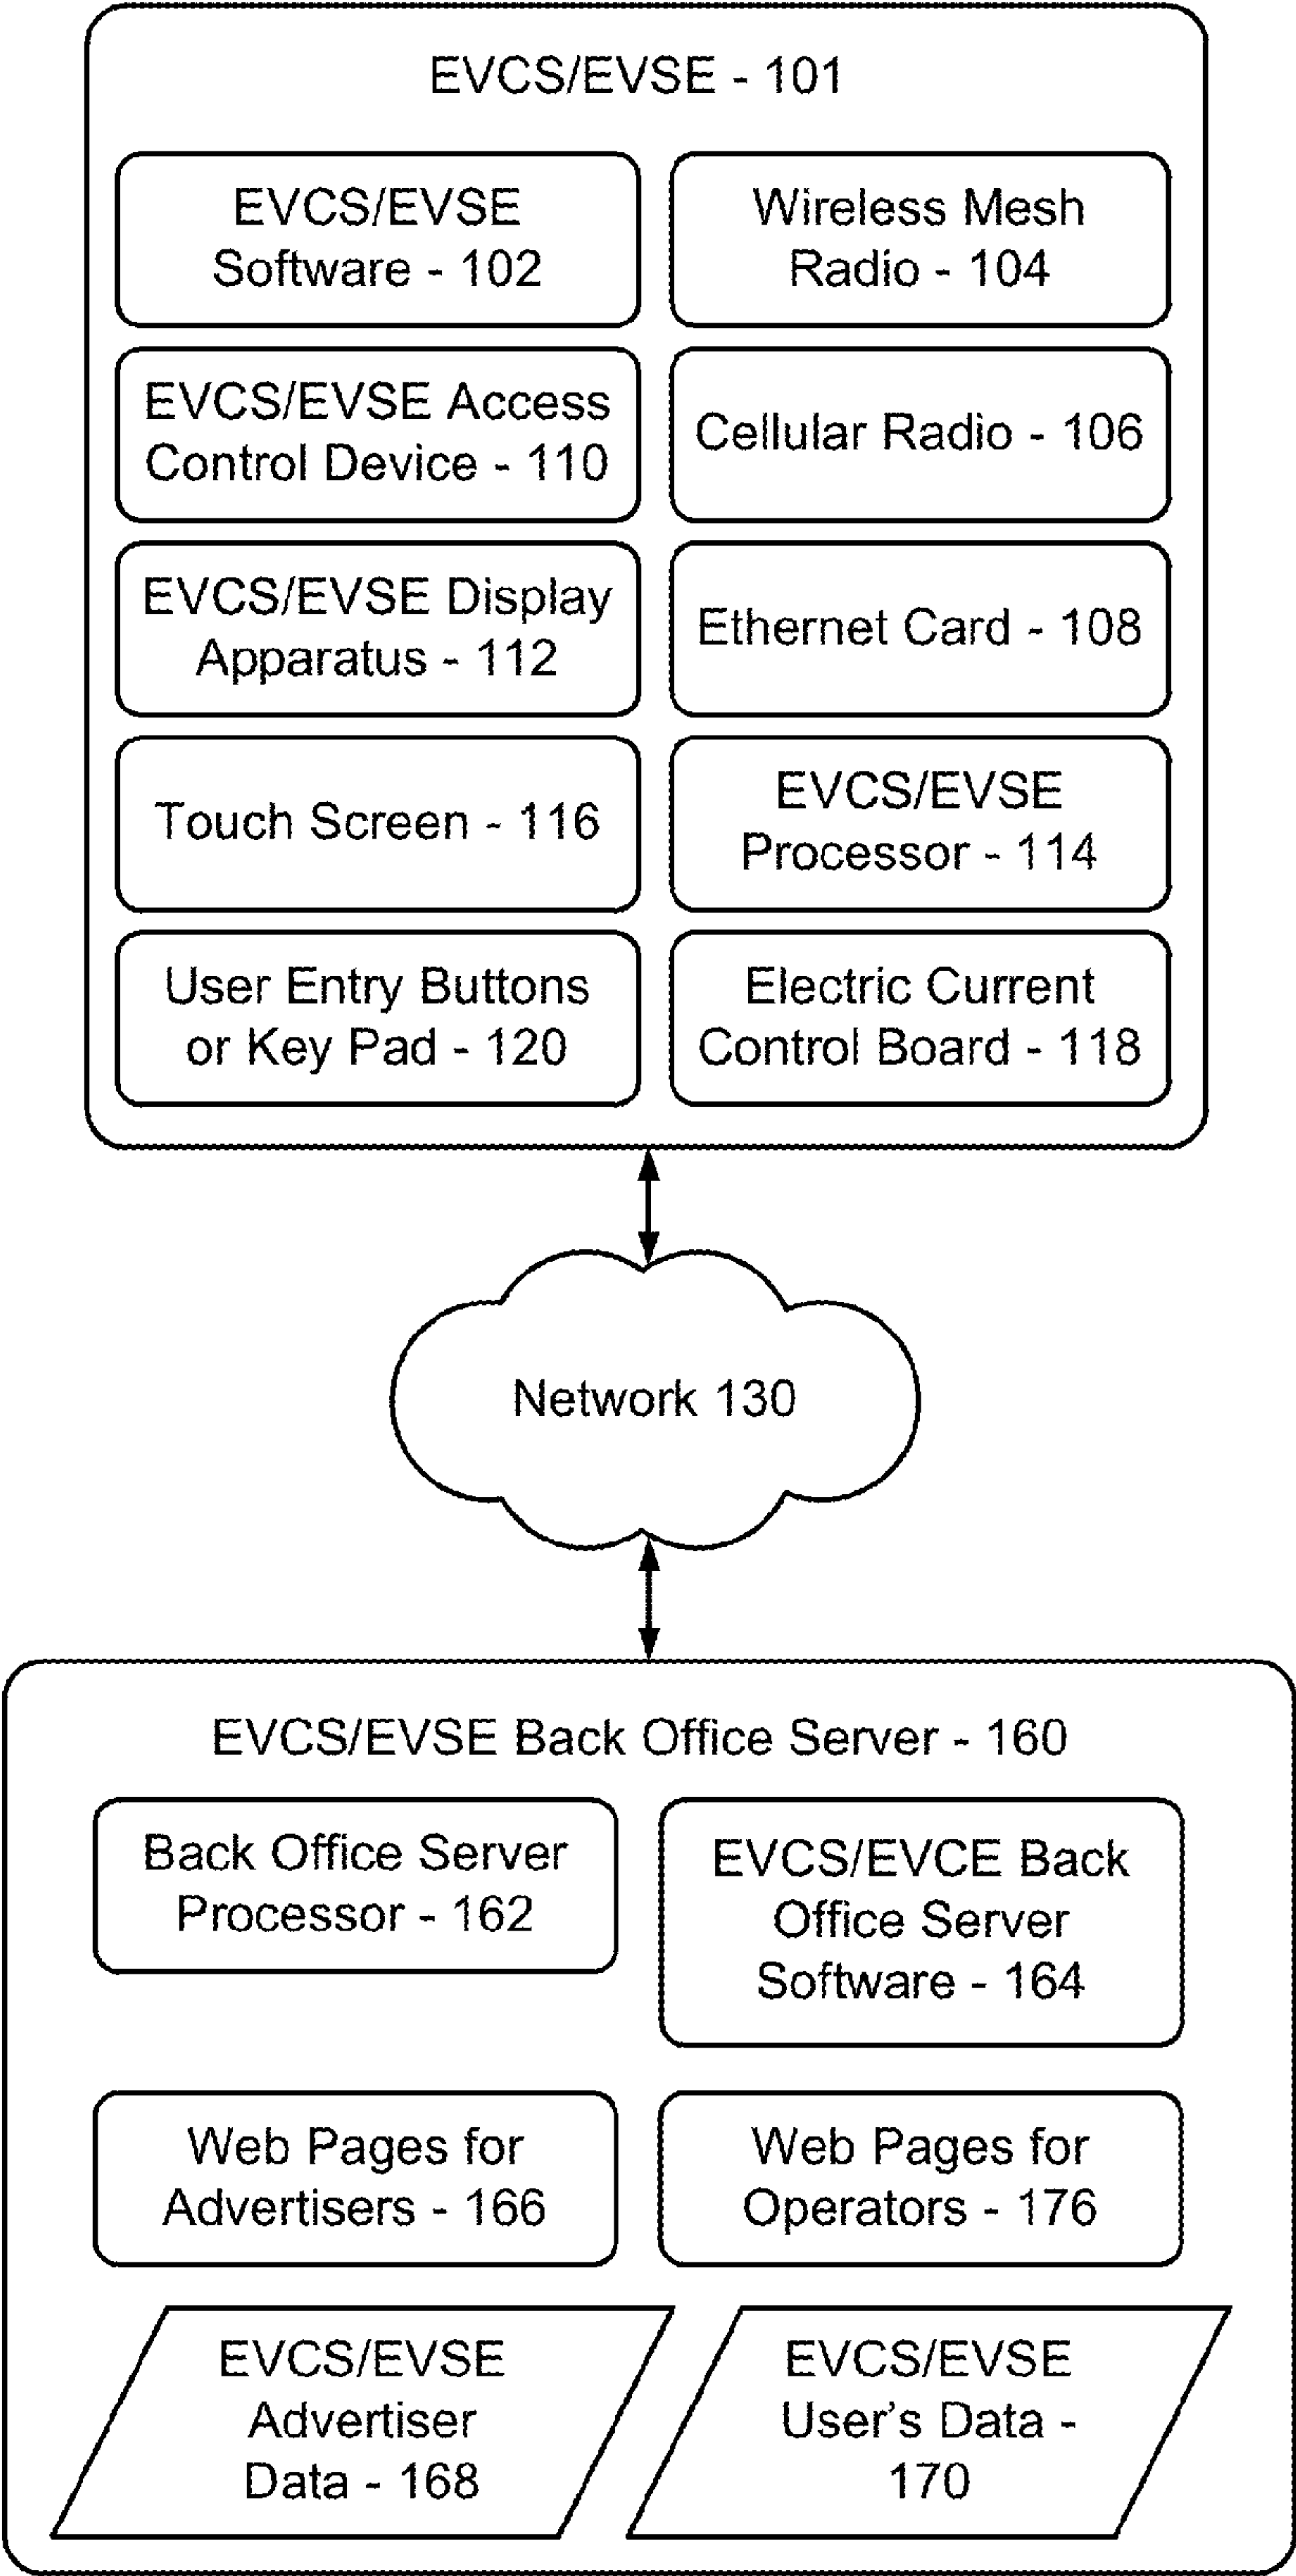 EVCS/EVSE - 101
EVCS/EVSE
Software - 102
Wireless Mesh
Radio - 104
EVCS/EVSE Access
Control Device - 110
Cellular Radio - 106
EVCS/EVSE Display
Apparatus - 112
Ethernet Card - 108
Touch Screen - 116
EVCS/EVSE
Processor - 114
User Entry Buttons
or Key Pad - 120
Electric Current
Control Board - 118
Network 130
EVCS/EVSE Back Office Server - 160
Back Office Server
Processor - 162
EVCS/EVCE Back
Office Server
Software - 164
Web Pages for
Advertisers - 166
Web Pages for
Operators - 176
EVCS/EVSE
Advertiser
Data - 168
EVCS/EVSE
User’s Data -
170